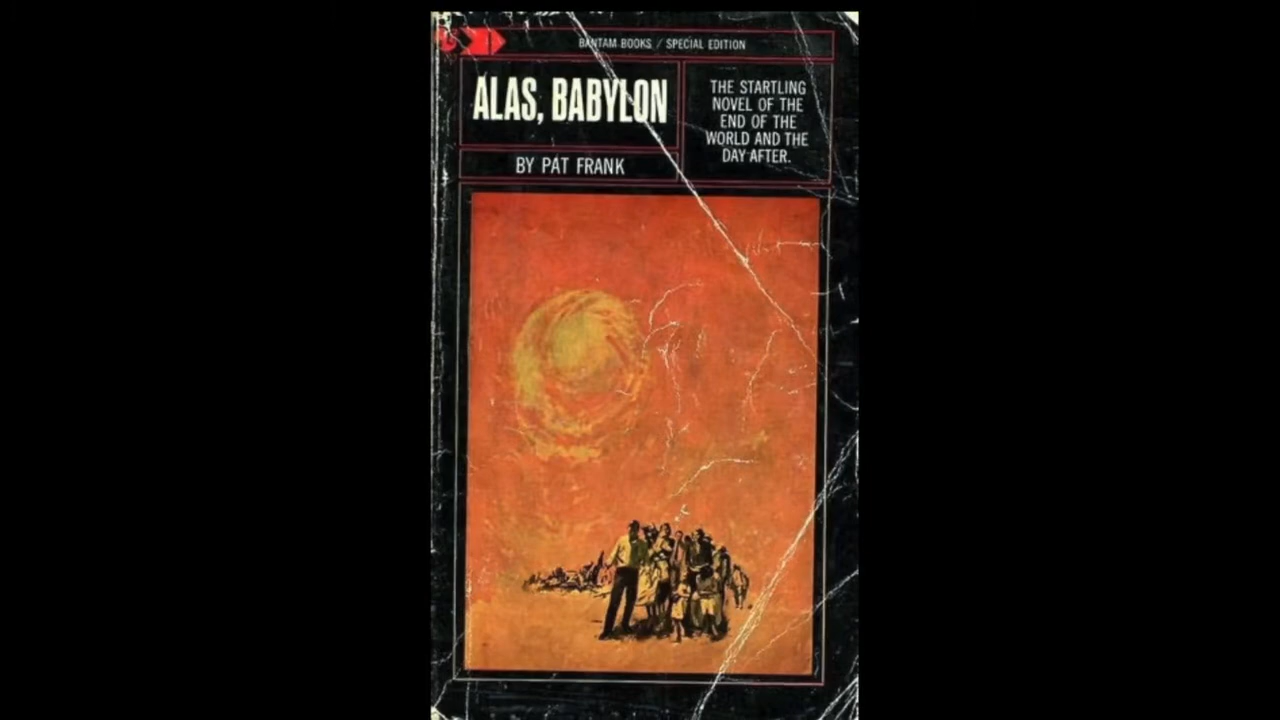 BANTAM BOOKS / SPECIAL EDITION
ALAS, BABYLON
BY PAT FRANK
THE STARTLING
NOVEL OF THE
END OF THE
WORLD AND THE
DAY AFTER.